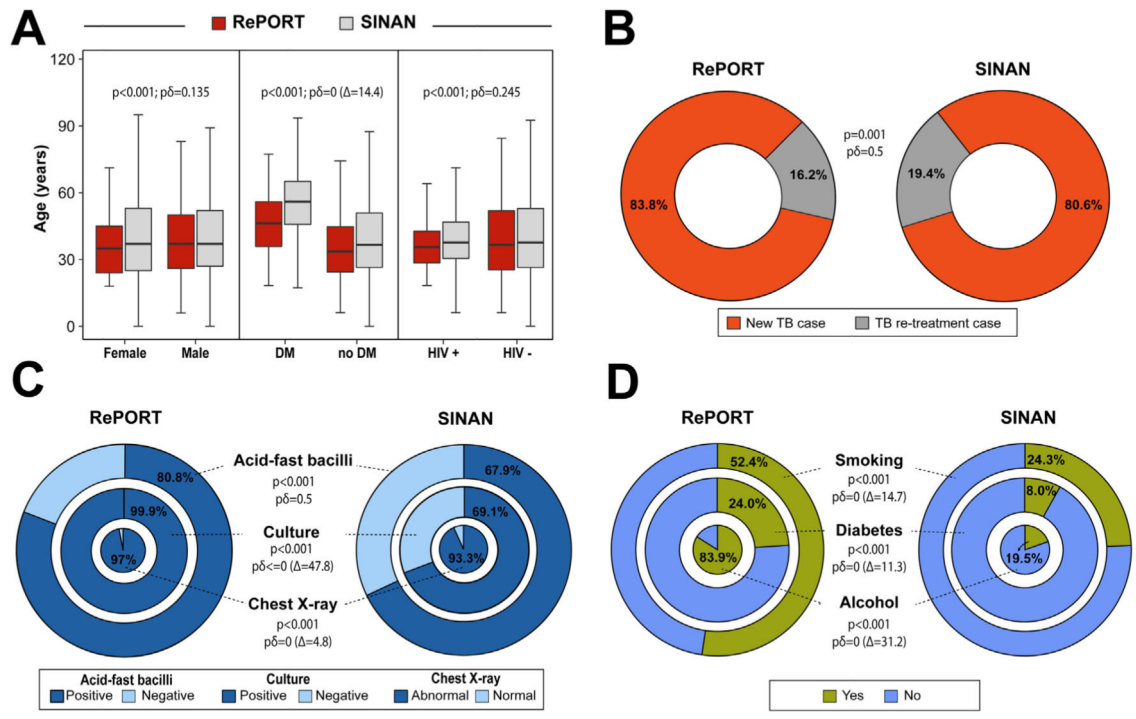 A
RePORT SINAN
120
90
60
30
0
Age (years)
p<0.001; pδ=0.135
p<0.001; pδ=0 (Δ=14.4)
p<0.001; pδ=0.245
Female Male DM no DM HIV + HIV -
B
RePORT SINAN
p=0.001
pδ=0.5
83.8% 16.2% 19.4% 80.6%
New TB case TB re-treatment case
C
RePORT SINAN
80.8% Acid-fast bacilli 67.9%
p<0.001
pδ=0.5
99.9% Culture 69.1%
p<0.001
pδ<=0 (Δ=47.8)
97% Chest X-ray 93.3%
p<0.001
pδ=0 (Δ=4.8)
Acid-fast bacilli Culture Chest X-ray
Positive Negative Positive Negative Abnormal Normal
D
RePORT SINAN
52.4% Smoking 24.3%
p<0.001
pδ=0 (Δ=14.7)
24.0% Diabetes 8.0%
p<0.001
pδ=0 (Δ=11.3)
83.9% Alcohol 19.5%
p<0.001
pδ=0 (Δ=31.2)
Yes No